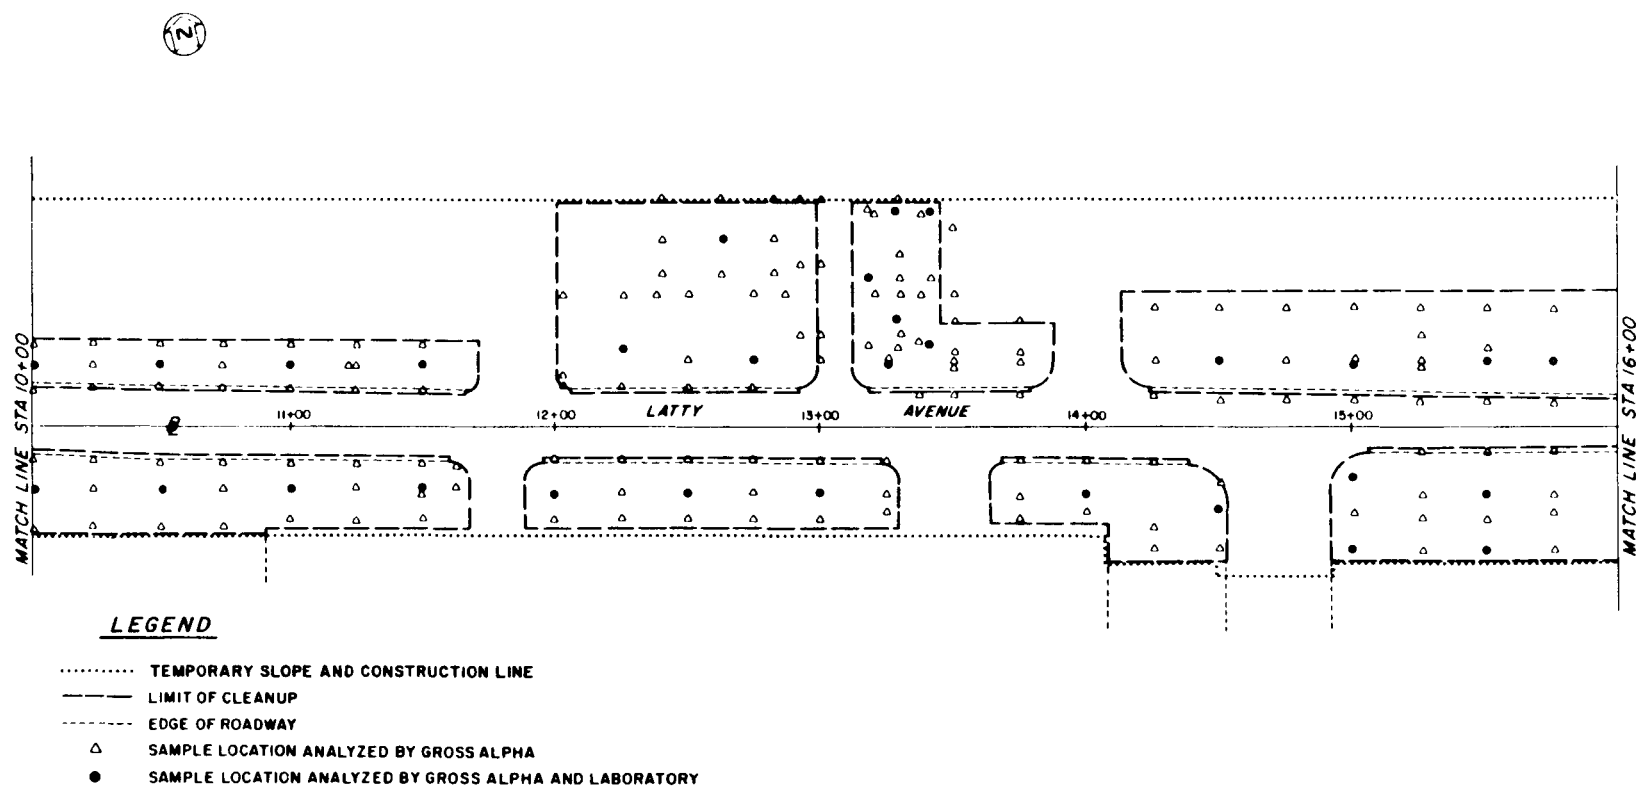 N
MATCH LINE STA 10+00
MATCH LINE STA 16+00
11+00
12+00
LATTY
13+00
AVENUE
14+00
15+00
LEGEND
TEMPORARY SLOPE AND CONSTRUCTION LINE
LIMIT OF CLEANUP
EDGE OF ROADWAY
SAMPLE LOCATION ANALYZED BY GROSS ALPHA
SAMPLE LOCATION ANALYZED BY GROSS ALPHA AND LABORATORY